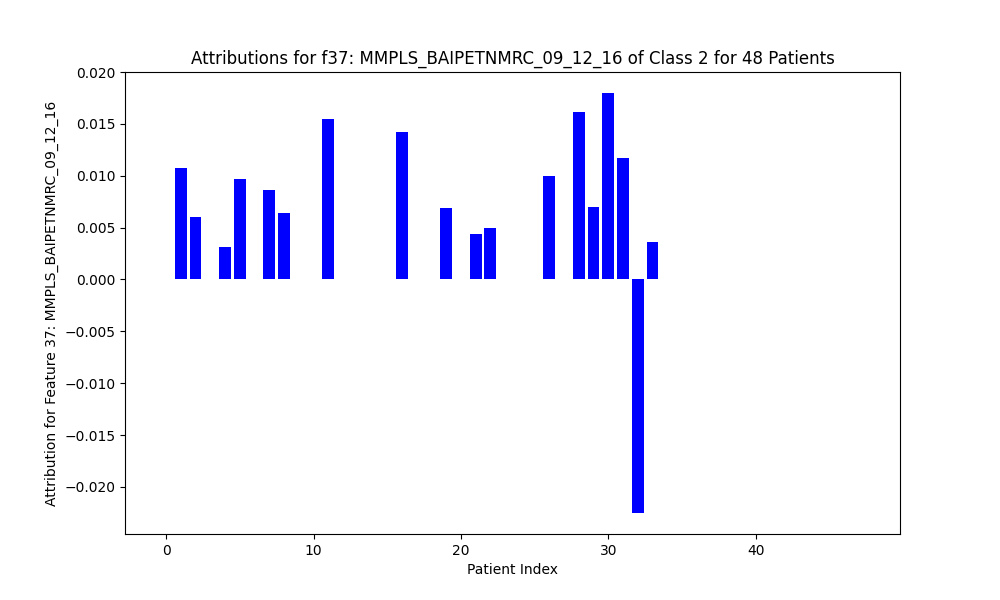 Attributions for f37: MMPLS_BAIPETNMRC_09_12_16 of Class 2 for 48 Patients
Attribution for Feature 37: MMPLS_BAIPETNMRC_09_12_16
0.020
0.015
0.010
0.005
0.000
−0.005
−0.010
−0.015
−0.020
0 10 20 30 40
Patient Index